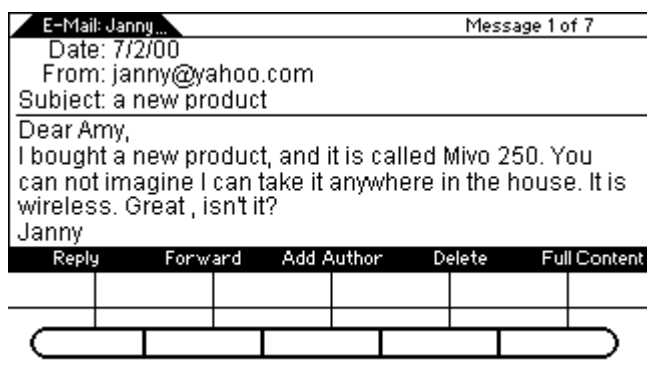 E-Mail: Janny... Message 1 of 7
Date: 7/2/00
From: janny@yahoo.com
Subject: a new product
Dear Amy,
I bought a new product, and it is called Mivo 250. You
can not imagine I can take it anywhere in the house. It is
wireless. Great , isn't it?
Janny
Reply Forward Add Author Delete Full Content